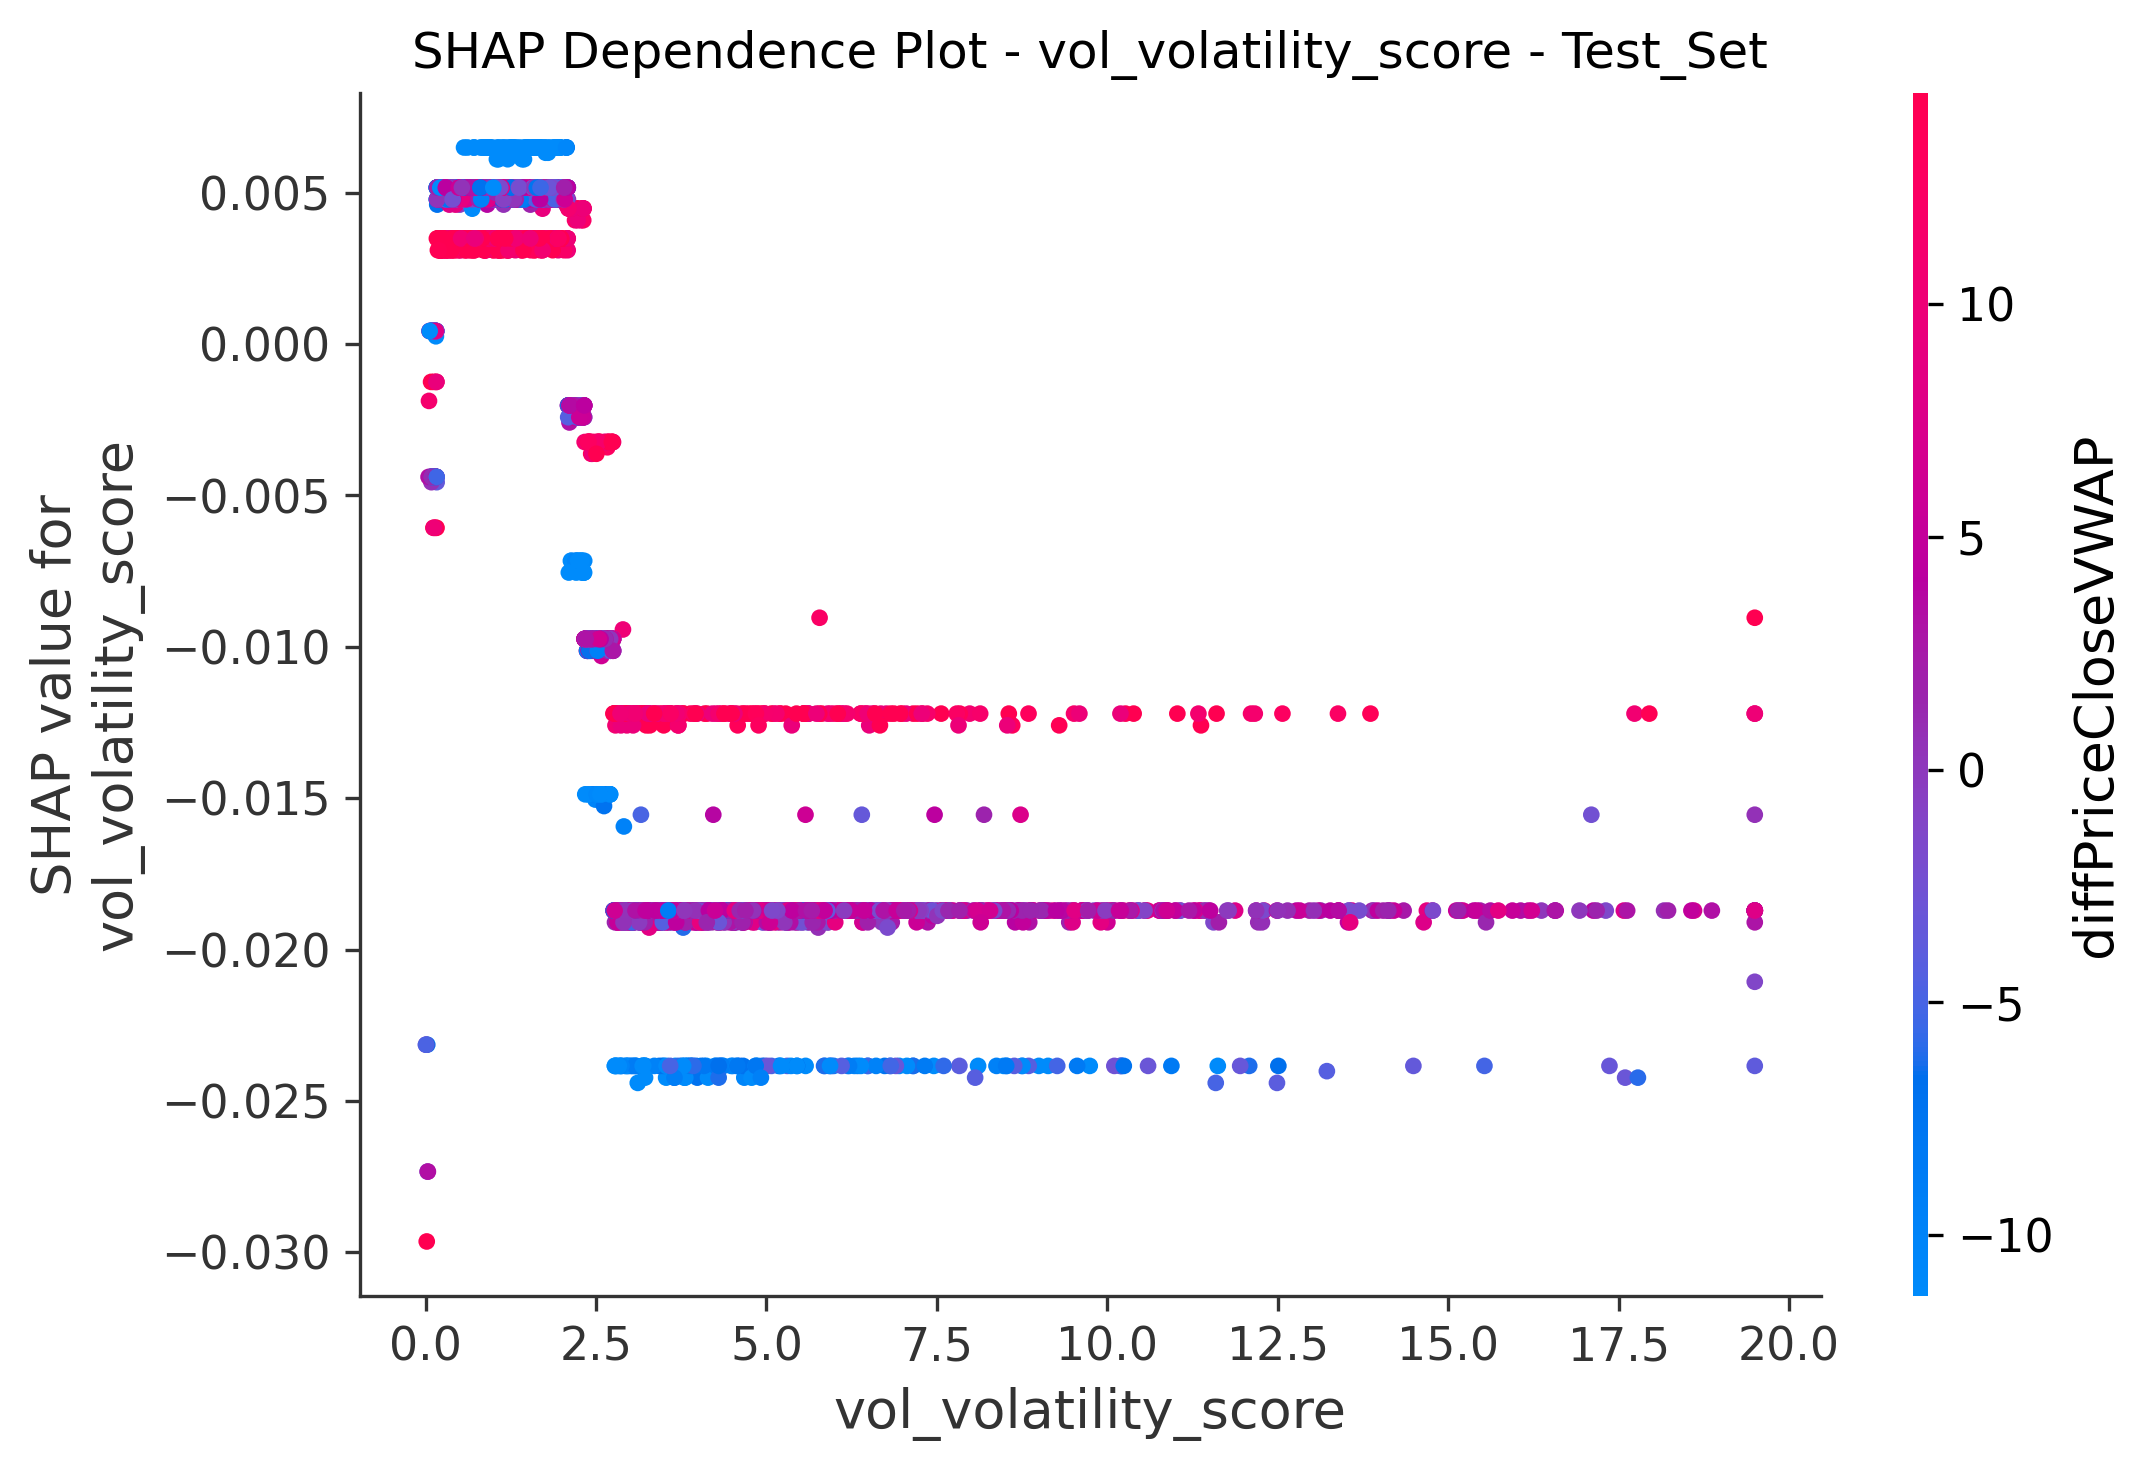 SHAP Dependence Plot - vol_volatility_score - Test_Set
SHAP value for
vol_volatility_score
0.005
0.000
−0.005
−0.010
−0.015
−0.020
−0.025
−0.030
0.0 2.5 5.0 7.5 10.0 12.5 15.0 17.5 20.0
vol_volatility_score
10
5
0
−5
−10
diffPriceCloseVWAP